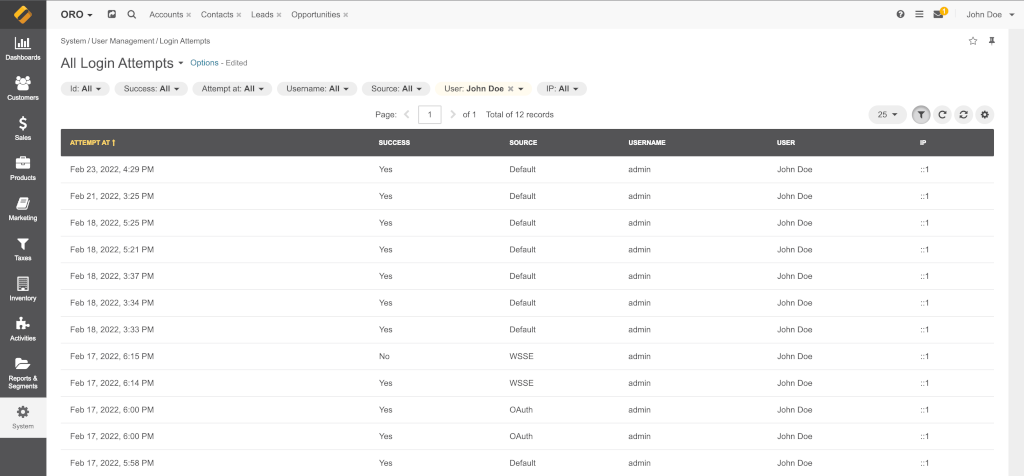 ORO Accounts × Contacts × Leads × Opportunities × 1 John Doe
System / User Management / Login Attempts
All Login Attempts Options - Edited
Id: All Success: All Attempt at: All Username: All Source: All User: John Doe × IP: All
Page: 1 of 1 Total of 12 records 25
ATTEMPT AT SUCCESS SOURCE USERNAME USER IP
Feb 23, 2022, 4:29 PM Yes Default admin John Doe ::1
Feb 21, 2022, 3:25 PM Yes Default admin John Doe ::1
Feb 18, 2022, 5:25 PM Yes Default admin John Doe ::1
Feb 18, 2022, 5:21 PM Yes Default admin John Doe ::1
Feb 18, 2022, 3:37 PM Yes Default admin John Doe ::1
Feb 18, 2022, 3:34 PM Yes Default admin John Doe ::1
Feb 18, 2022, 3:33 PM Yes Default admin John Doe ::1
Feb 17, 2022, 6:15 PM No WSSE admin John Doe ::1
Feb 17, 2022, 6:14 PM Yes WSSE admin John Doe ::1
Feb 17, 2022, 6:00 PM Yes OAuth admin John Doe ::1
Feb 17, 2022, 6:00 PM Yes OAuth admin John Doe ::1
Feb 17, 2022, 5:58 PM Yes Default admin John Doe ::1
Dashboards
Customers
Sales
Products
Marketing
Taxes
Inventory
Activities
Reports &
Segments
System